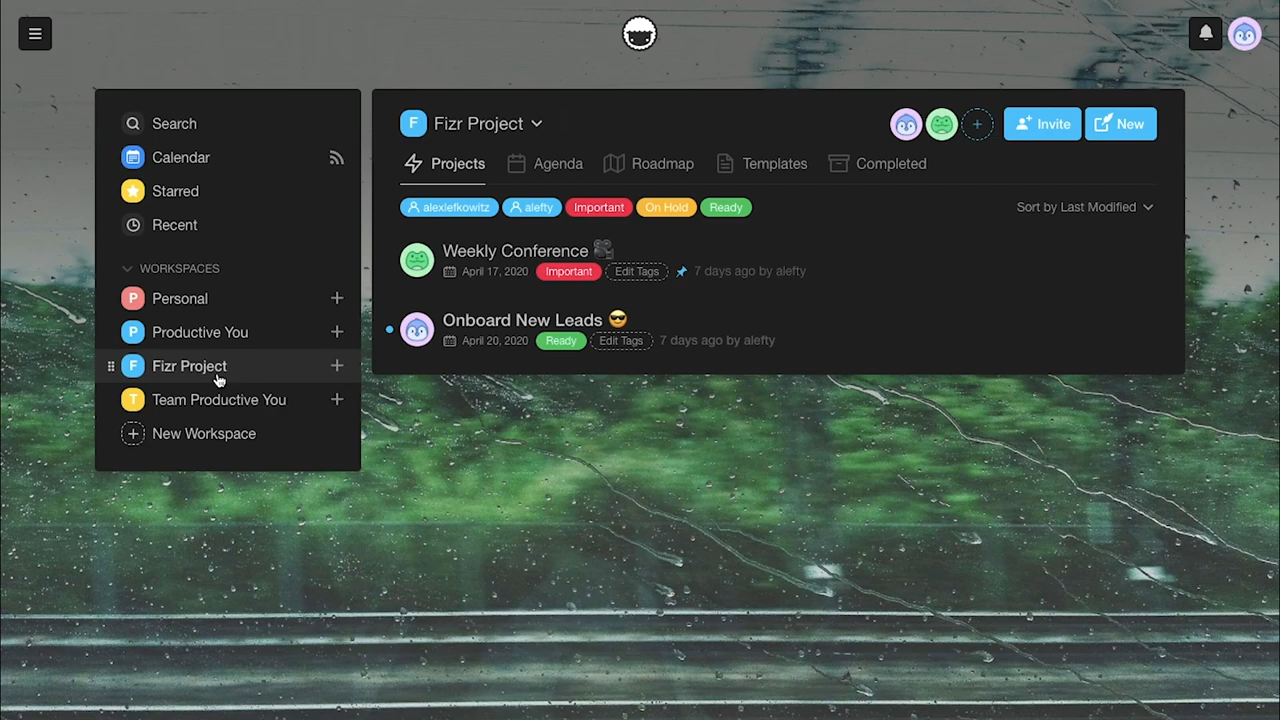 Search
Calendar
Starred
Recent
WORKSPACES
P Personal
P Productive You
F Fizr Project
T Team Productive You
New Workspace
F Fizr Project
Invite
New
Projects
Agenda
Roadmap
Templates
Completed
alexlefkowitz
alefty
Important
On Hold
Ready
Sort by Last Modified
Weekly Conference
April 17, 2020 Important Edit Tags 7 days ago by alefty
Onboard New Leads
April 20, 2020 Ready Edit Tags 7 days ago by alefty